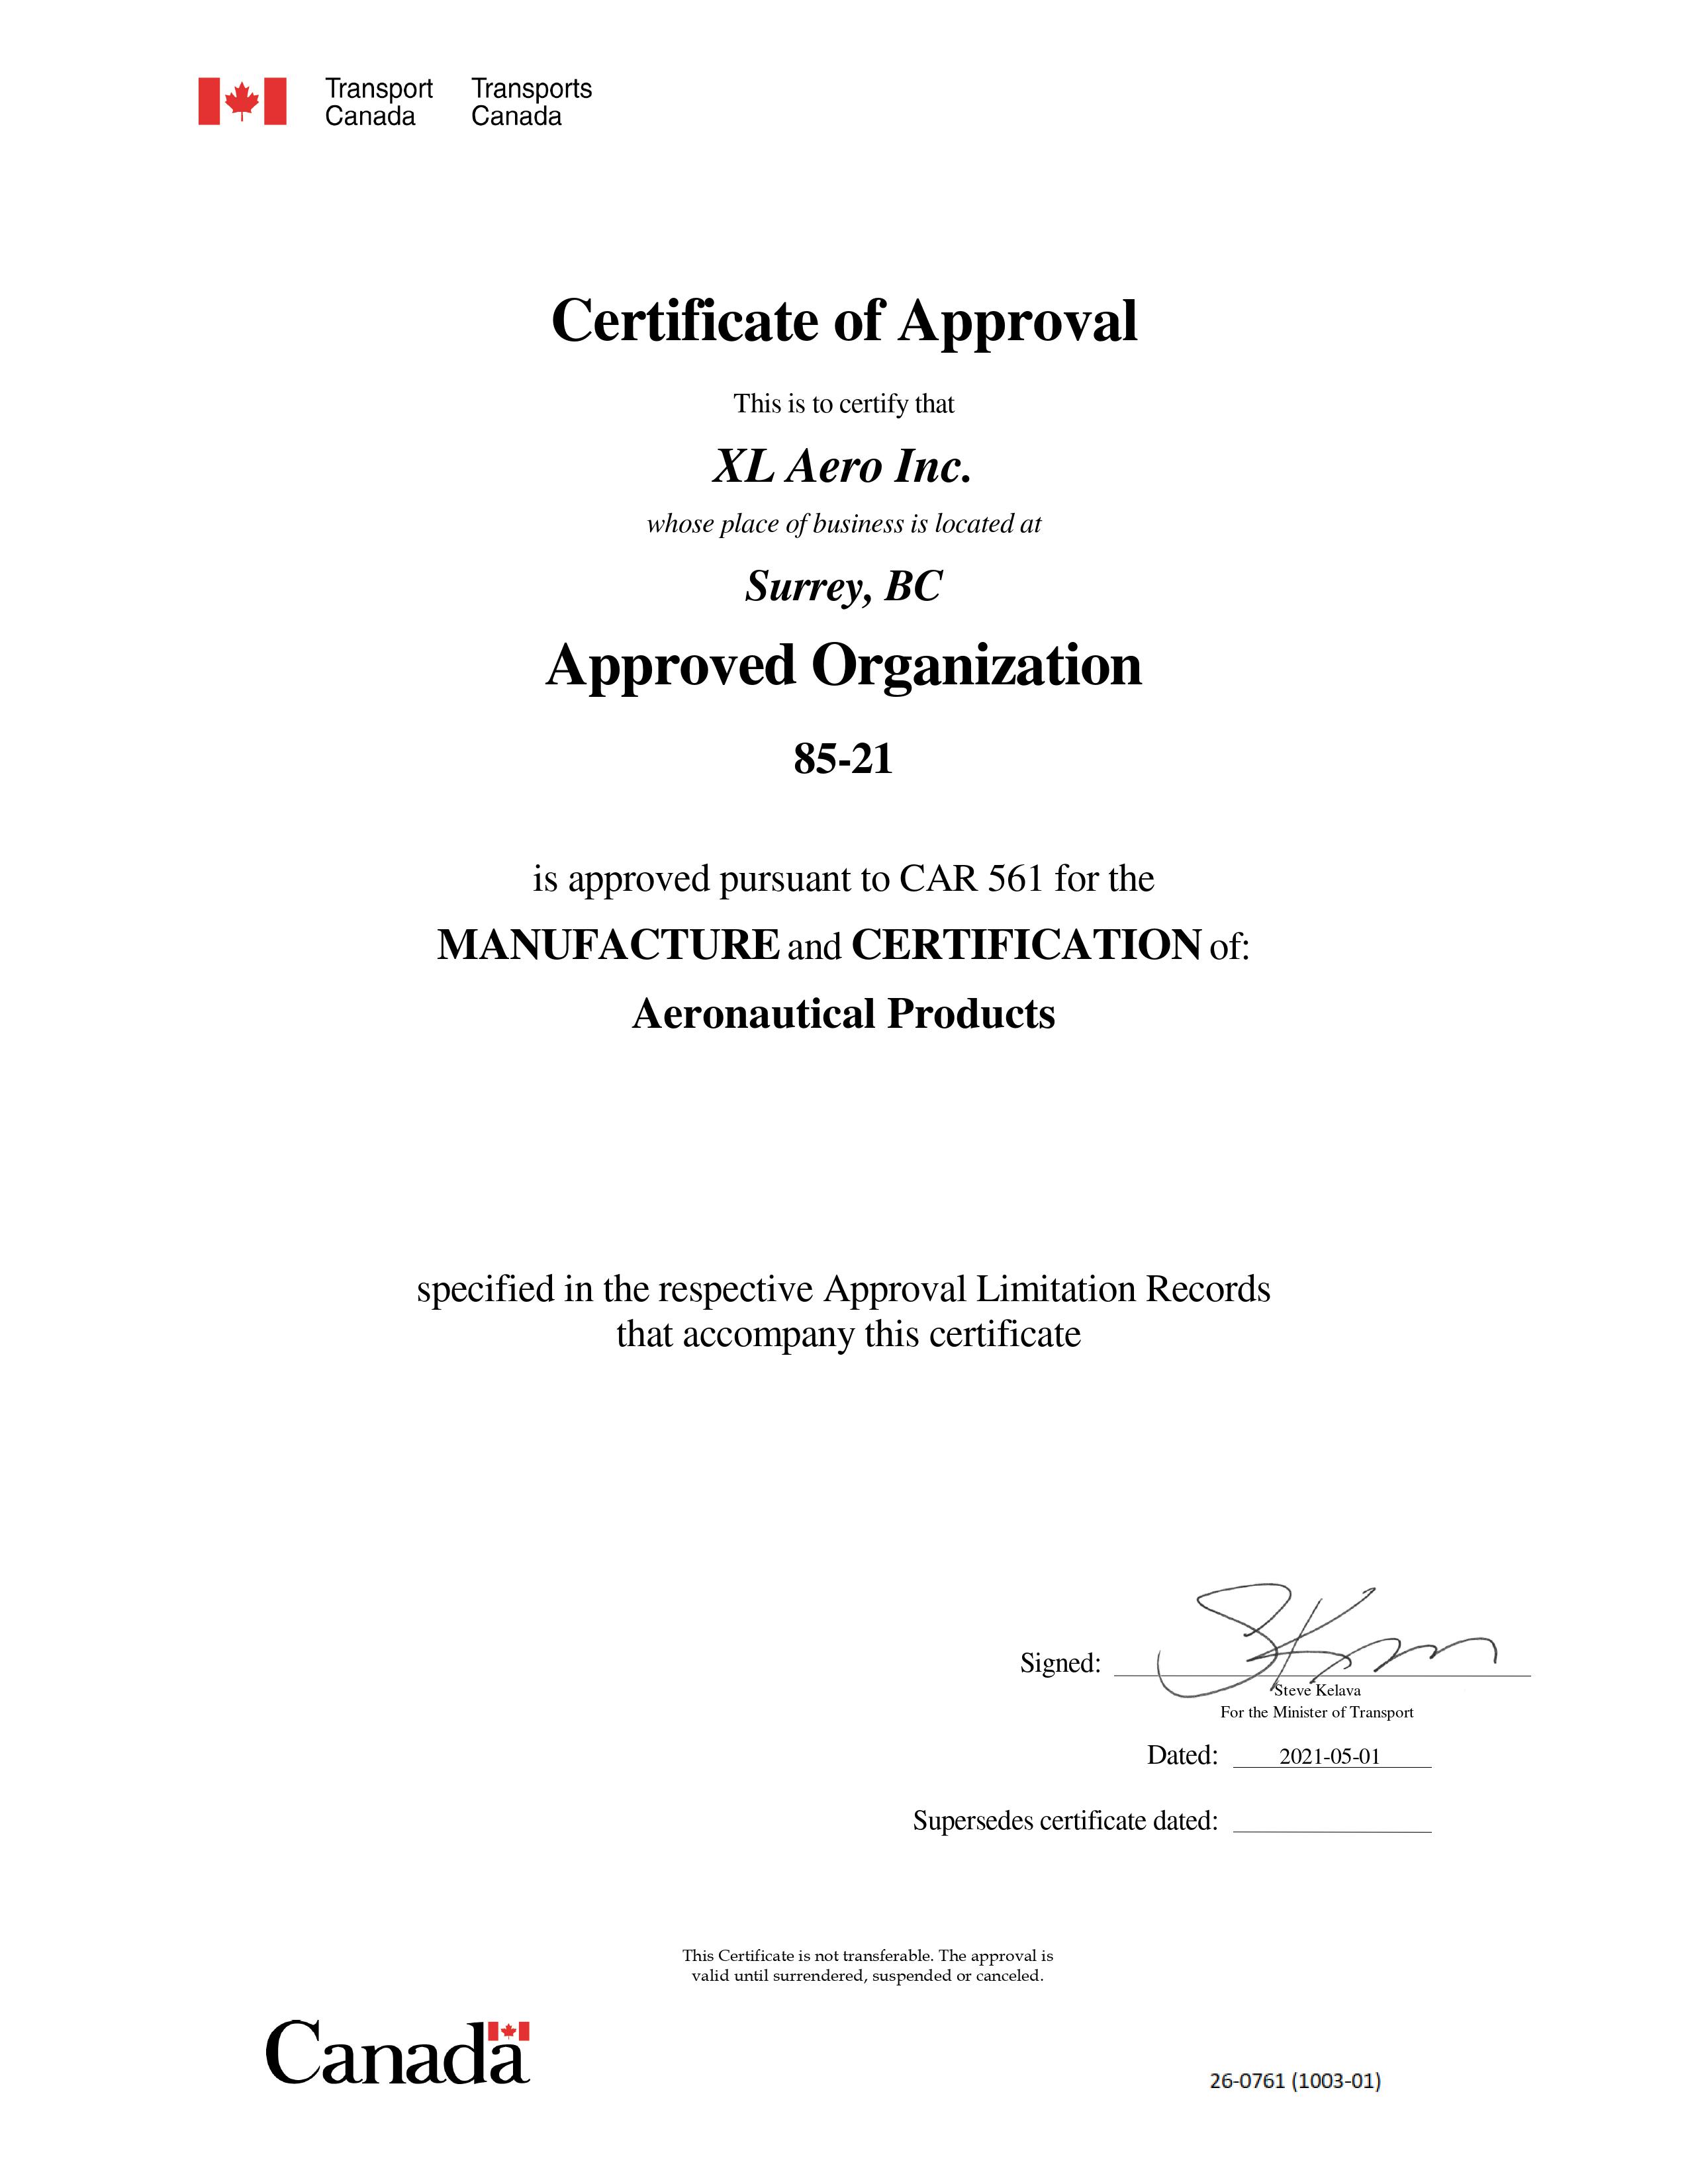 Transport Canada
Transports Canada
Certificate of Approval
This is to certify that
XL Aero Inc.
whose place of business is located at
Surrey, BC
Approved Organization
85-21
is approved pursuant to CAR 561 for the
MANUFACTURE and CERTIFICATION of:
Aeronautical Products
specified in the respective Approval Limitation Records
that accompany this certificate
Signed:
Steve Kelava
For the Minister of Transport
Dated: 2021-05-01
Supersedes certificate dated:
This Certificate is not transferable. The approval is
valid until surrendered, suspended or canceled.
Canada
26-0761 (1003-01)